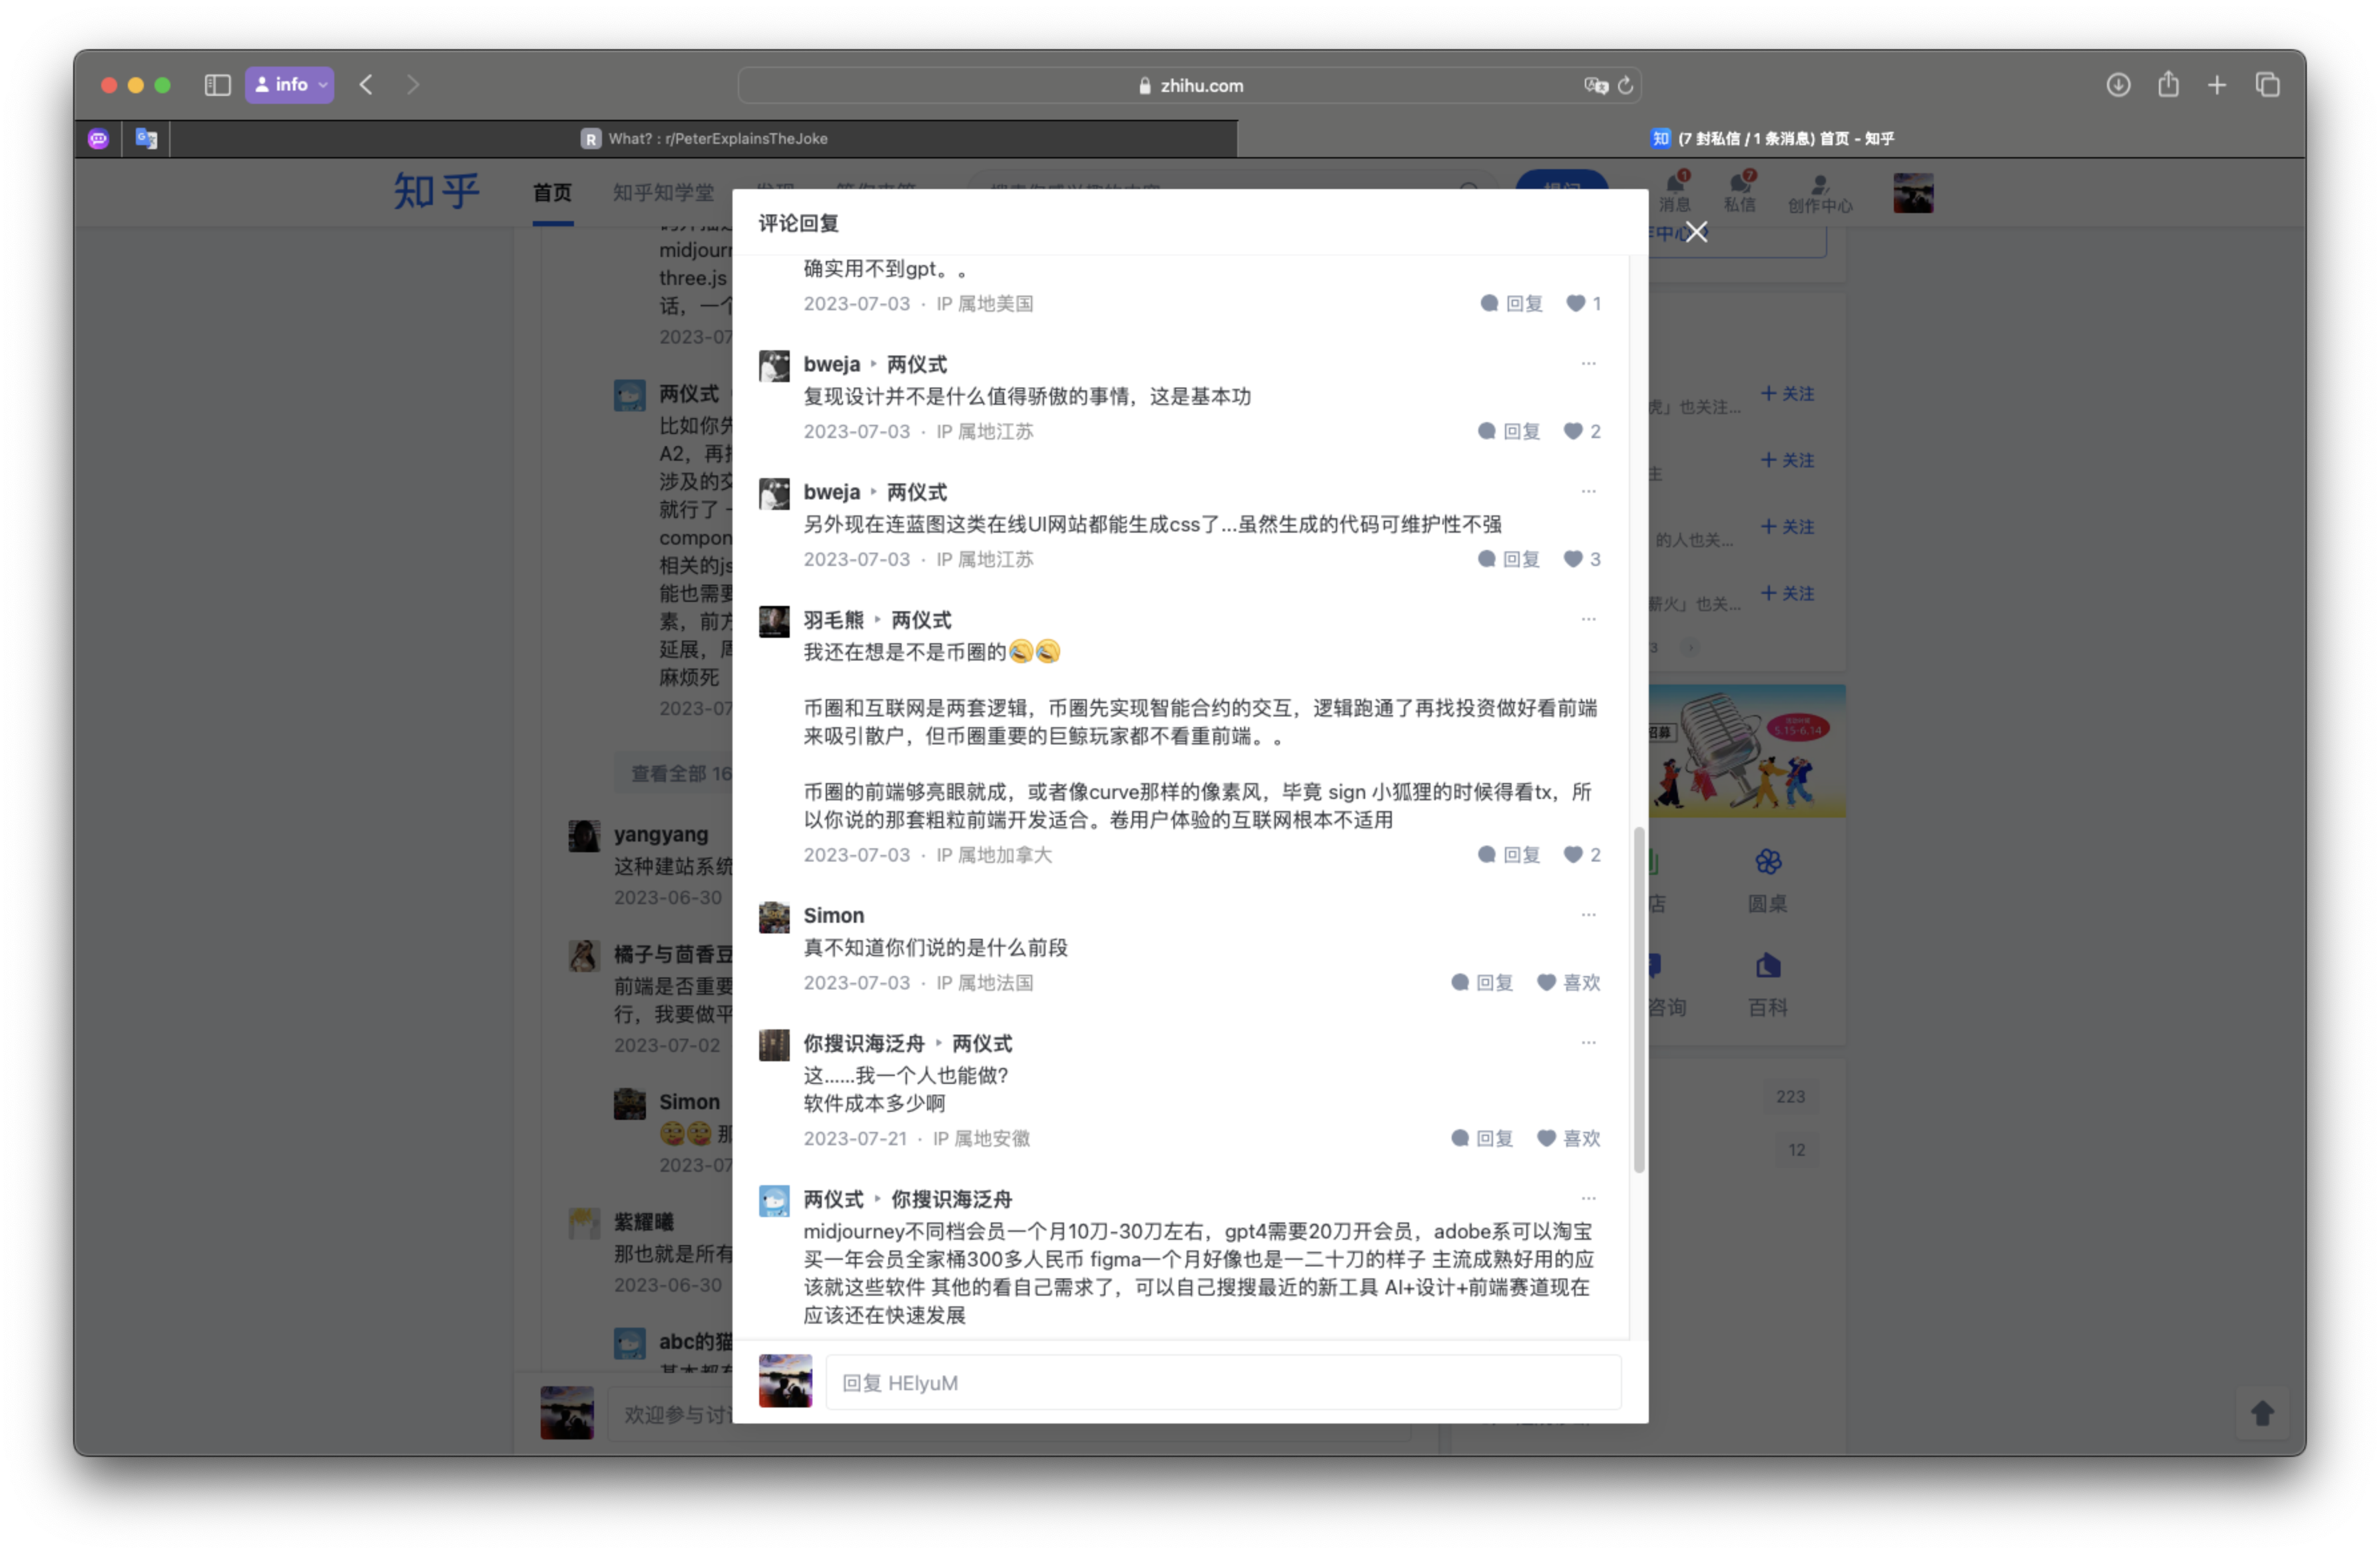 info
zhihu.com
What? : r/PeterExplainsTheJoke
(7 封私信 / 1 条消息) 首页 - 知乎
知乎
首页
知乎知学堂
1
消息
7
私信
创作中心
评论回复
确实用不到gpt。。
2023-07-03 · IP 属地美国
回复
1
bweja ‣ 两仪式
复现设计并不是什么值得骄傲的事情，这是基本功
2023-07-03 · IP 属地江苏
回复
2
bweja ‣ 两仪式
另外现在连蓝图这类在线UI网站都能生成css了...虽然生成的代码可维护性不强
2023-07-03 · IP 属地江苏
回复
3
羽毛熊 ‣ 两仪式
我还在想是不是币圈的🤣🤣
币圈和互联网是两套逻辑，币圈先实现智能合约的交互，逻辑跑通了再找投资做好看前端
来吸引散户，但币圈重要的巨鲸玩家都不看重前端。。
币圈的前端够亮眼就成，或者像curve那样的像素风，毕竟 sign 小狐狸的时候得看tx，所
以你说的那套粗粒前端开发适合。卷用户体验的互联网根本不适用
2023-07-03 · IP 属地加拿大
回复
2
Simon
真不知道你们说的是什么前段
2023-07-03 · IP 属地法国
回复
喜欢
你搜识海泛舟 ‣ 两仪式
这......我一个人也能做?
软件成本多少啊
2023-07-21 · IP 属地安徽
回复
喜欢
两仪式 ‣ 你搜识海泛舟
midjourney不同档会员一个月10刀-30刀左右，gpt4需要20刀开会员，adobe系可以淘宝
买一年会员全家桶300多人民币 figma一个月好像也是一二十刀的样子 主流成熟好用的应
该就这些软件 其他的看自己需求了，可以自己搜搜最近的新工具 AI+设计+前端赛道现在
应该还在快速发展
回复 HElyuM
three.js
话，一个
2023-07
两仪式
比如你先
A2，再
涉及的交
就行了
compon
相关的js
能也需要
素，前方
延展，
麻烦死
2023-07
查看全部 16
yangyang
这种建站系统
2023-06-30
橘子与茴香豆
前端是否重要
行，我要做平
2023-07-02
Simon
2023-07
紫耀曦
那也就是所有
2023-06-30
abc的猫
欢迎参与讨
」也关注...
关注
关注
的人也关...
关注
薪火」也关...
关注
3
招募
5.15-6.14
店
圆桌
咨询
百科
223
12